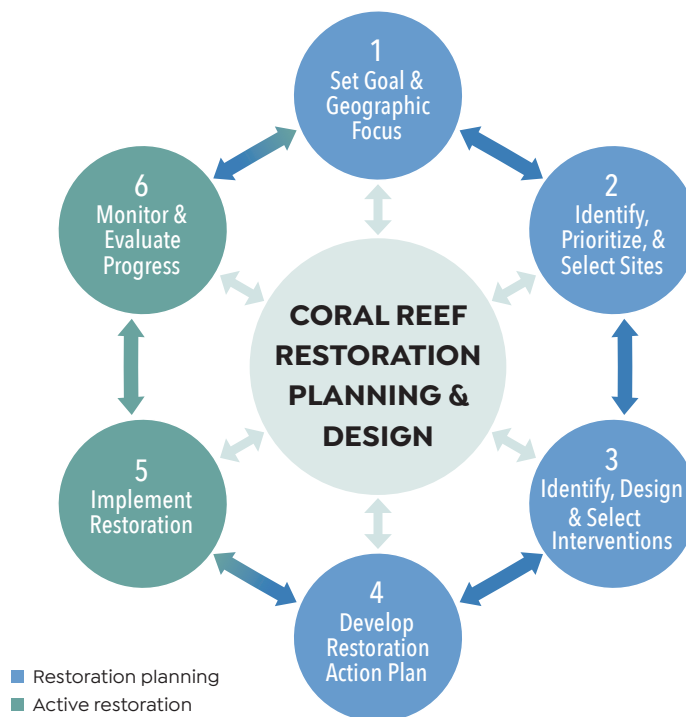 1
Set Goal &
Geographic
Focus
2
Identify,
Prioritize, &
Select Sites
3
Identify, Design
& Select
Interventions
4
Develop
Restoration
Action Plan
5
Implement
Restoration
6
Monitor &
Evaluate
Progress
CORAL REEF
RESTORATION
PLANNING &
DESIGN
Restoration planning
Active restoration